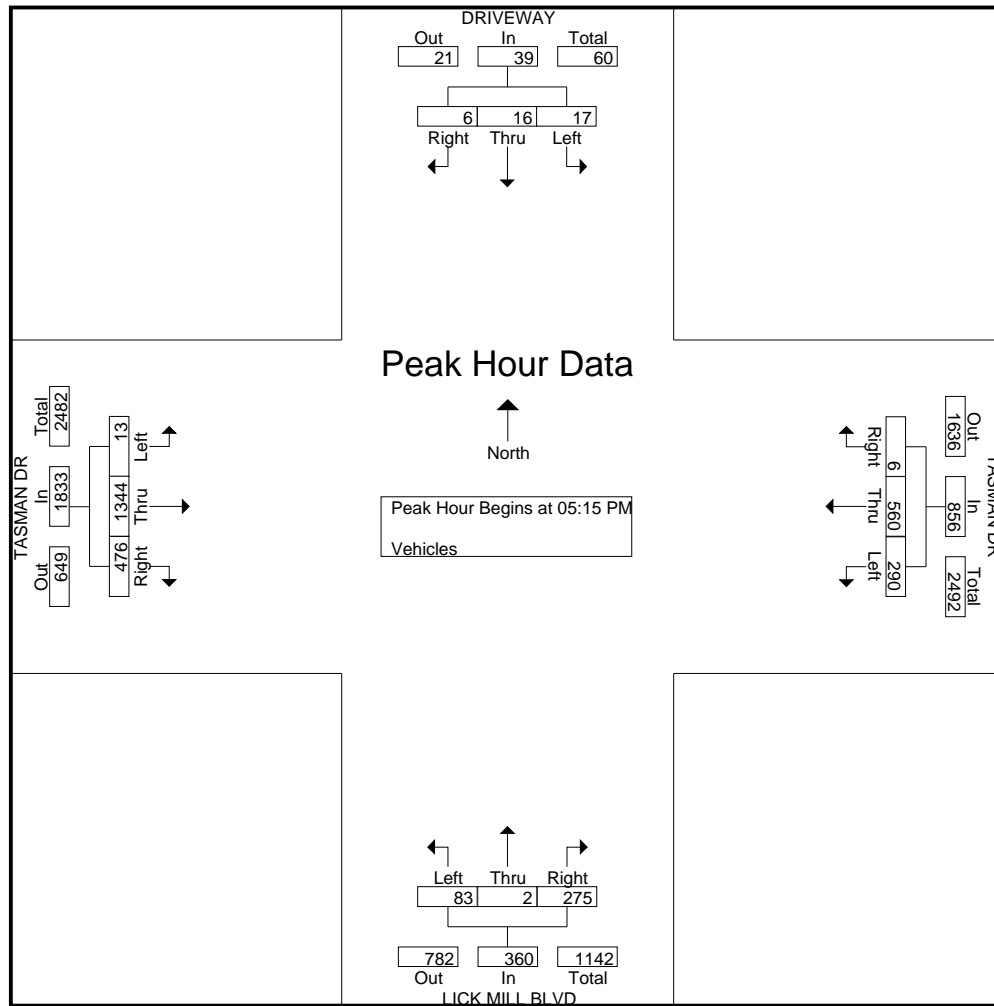 DRIVEWAY
Out In Total
21 39 60
6 16 17
Right Thru Left
Peak Hour Data
North
Peak Hour Begins at 05:15 PM
Vehicles
TASMAN DR
Out In Total
649 1833 2482
13 1344 476
Left Thru Right
TASMAN DR
Out In Total
1636 856 2492
6 560 290
Right Thru Left
Left Thru Right
83 2 275
782 360 1142
Out In Total
LICK MILL BLVD